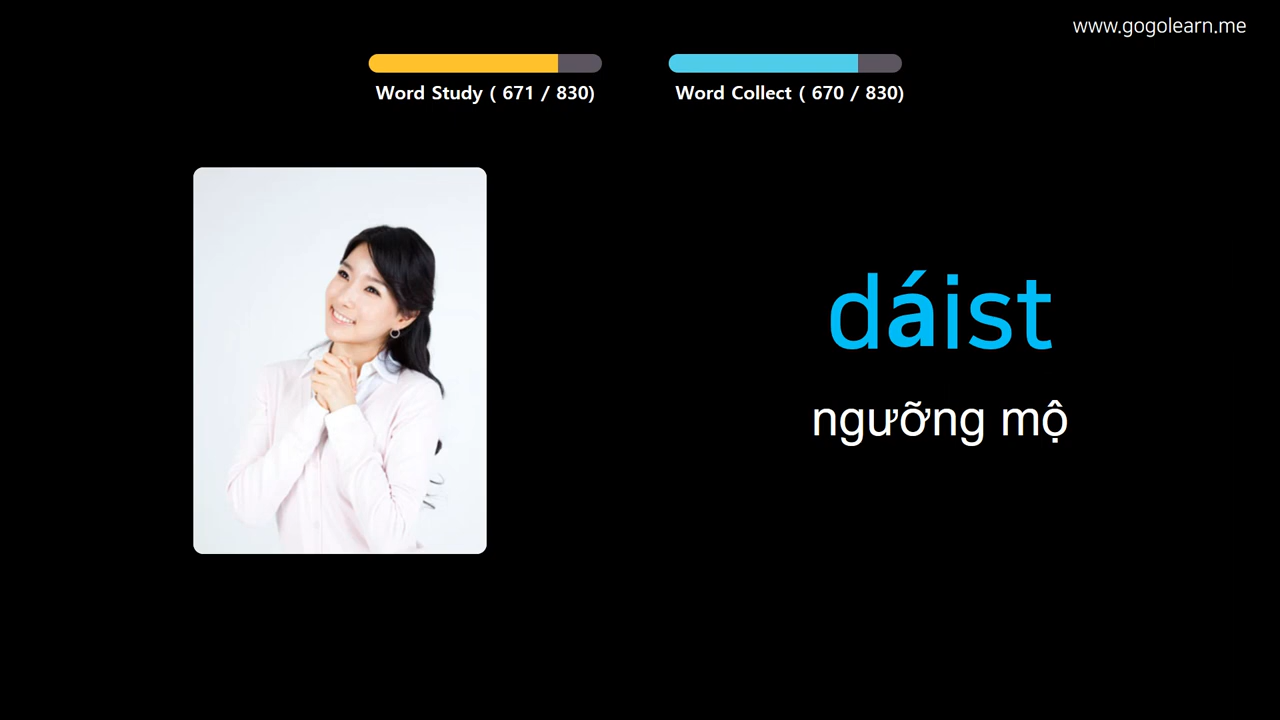 www.gogolearn.me
Word Study ( 671 / 830)
Word Collect ( 670 / 830)
dáist
ngưỡng mộ